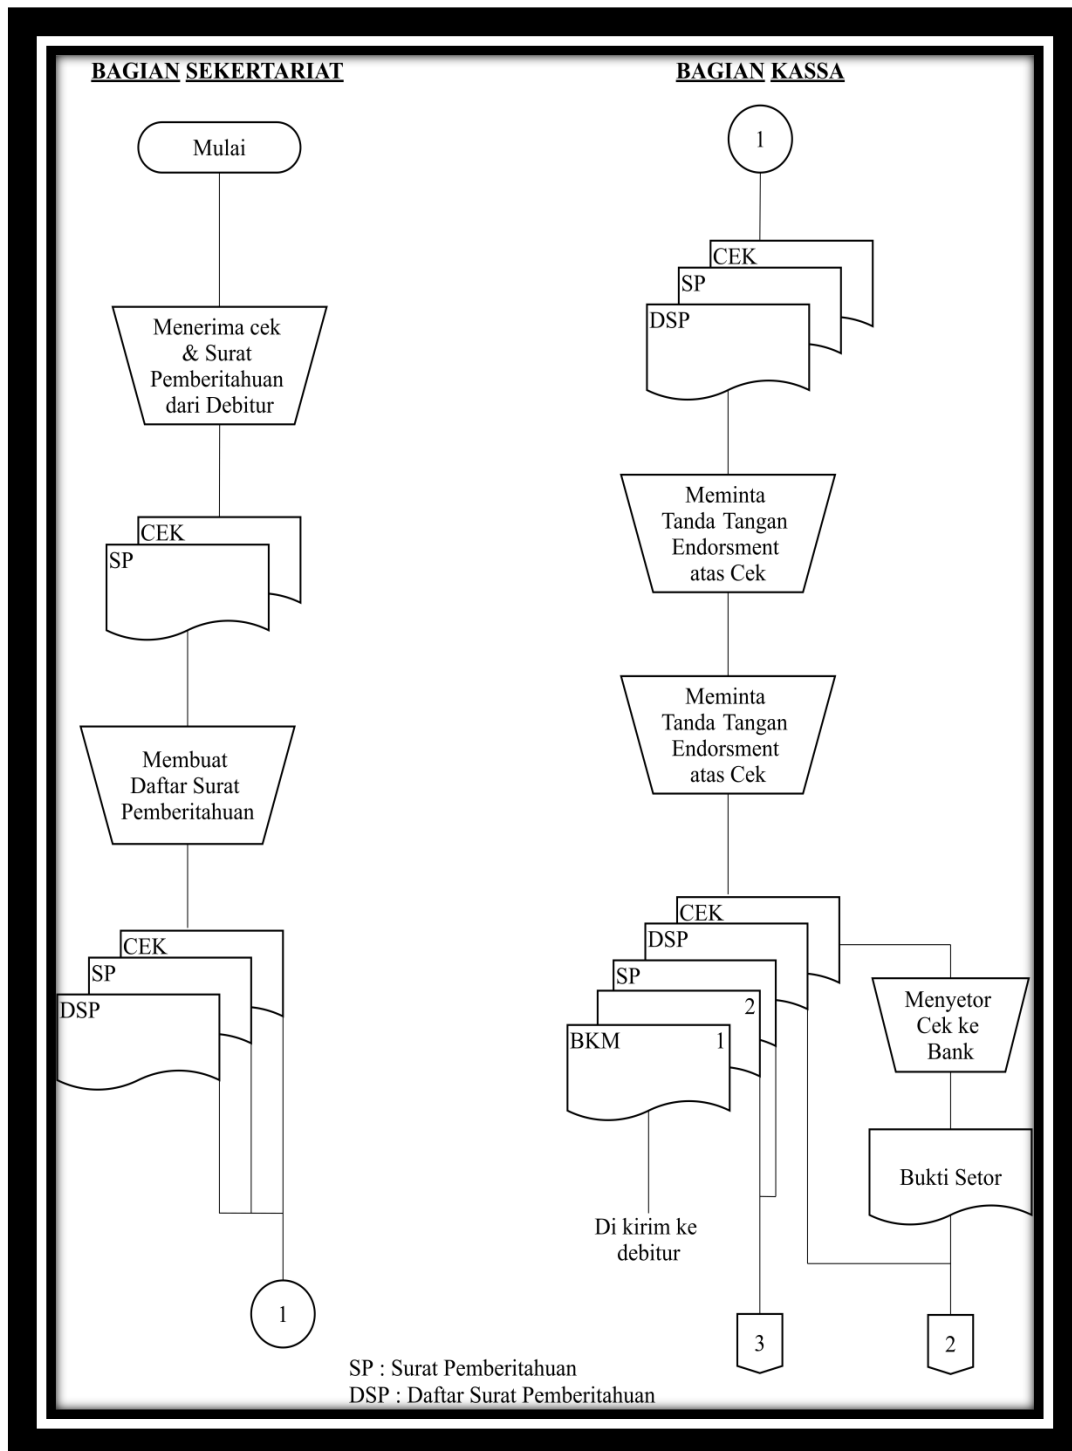 BAGIAN SEKERTARIAT
Mulai
Menerima cek
& Surat
Pemberitahuan
dari Debitur
CEK
SP
Membuat
Daftar Surat
Pemberitahuan
CEK
SP
DSP
1
BAGIAN KASSA
1
CEK
SP
DSP
Meminta
Tanda Tangan
Endorsment
atas Cek
Meminta
Tanda Tangan
Endorsment
atas Cek
CEK
DSP
SP
2
BKM 1
Di kirim ke
debitur
Menyetor
Cek ke
Bank
Bukti Setor
3
2
SP : Surat Pemberitahuan
DSP : Daftar Surat Pemberitahuan